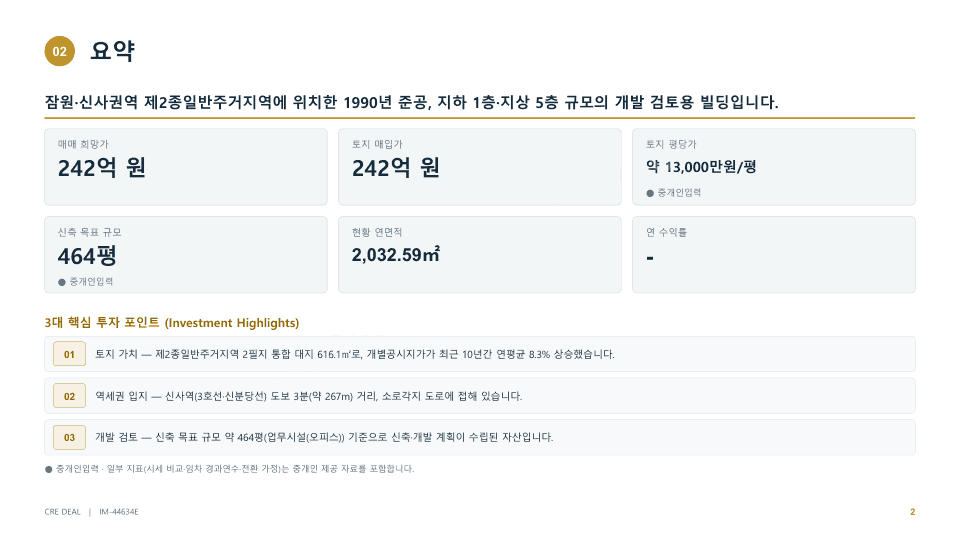 02 요약
잠원·신사권역 제2종일반주거지역에 위치한 1990년 준공, 지하 1층·지상 5층 규모의 개발 검토용 빌딩입니다.
매매 희망가
242억 원
토지 매입가
242억 원
토지 평당가
약 13,000만원/평
● 중개인입력
신축 목표 규모
464평
● 중개인입력
현황 연면적
2,032.59㎡
연 수익률
-
3대 핵심 투자 포인트 (Investment Highlights)
01 토지 가치 — 제2종일반주거지역 2필지 통합 대지 616.1㎡로, 개별공시지가가 최근 10년간 연평균 8.3% 상승했습니다.
02 역세권 입지 — 신사역(3호선·신분당선) 도보 3분(약 267m) 거리, 소로각지 도로에 접해 있습니다.
03 개발 검토 — 신축 목표 규모 약 464평(업무시설(오피스)) 기준으로 신축·개발 계획이 수립된 자산입니다.
● 중개인입력 · 일부 지표(시세 비교·임차 경과연수·전환 가정)는 중개인 제공 자료를 포함합니다.
CRE DEAL | IM-44634E
2